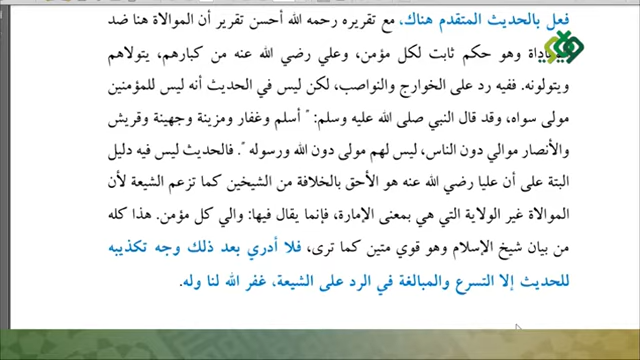 فعل بالحديث المتقدم هناك، مع تقريره رحمه الله أحسن تقرير أن الموالاة هنا ضد
وهو حكم ثابت لكل مؤمن، وعلي رضي الله عنه من كبارهم، يتولاهم
ويتولونه. ففيه رد على الخوارج والنواصب، لكن ليس في الحديث أنه ليس للمؤمنين
مولى سواه، وقد قال النبي صلى الله عليه وسلم: " أسلم وغفار ومزينة وجهينة وقريش
والأنصار موالي دون الناس، ليس لهم مولى دون الله ورسوله ". فالحديث ليس فيه دليل
البتة على أن عليا رضي الله عنه هو الأحق بالخلافة من الشيخين كما تزعم الشيعة لأن
الموالاة غير الولاية التي هي بمعنى الإمارة، فإنما يقال فيها: والي كل مؤمن. هذا كله
من بيان شيخ الإسلام وهو قوي متين كما ترى، فلا أدري بعد ذلك وجه تكذيبه
للحديث إلا التسرع والمبالغة في الرد على الشيعة، غفر الله لنا وله.